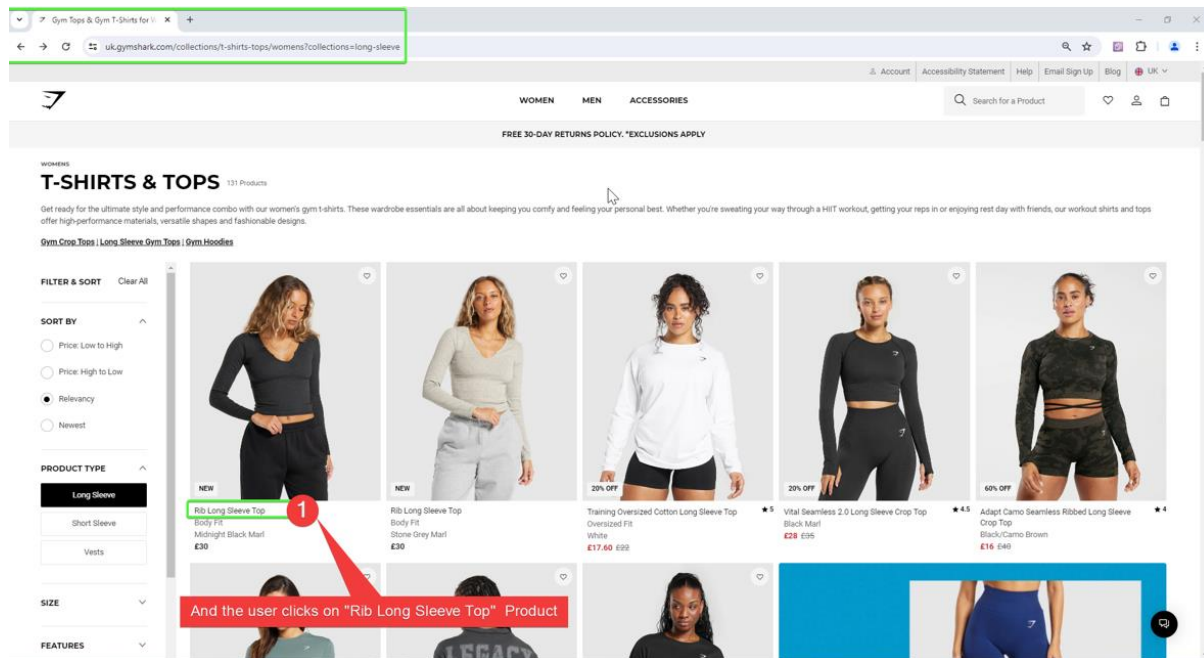 Gym Tops & Gym T-Shirts for W
uk.gymshark.com/collections/t-shirts-tops/womens?collections=long-sleeve
Account Accessibility Statement Help Email Sign Up Blog UK
WOMEN MEN ACCESSORIES
Search for a Product
FREE 30-DAY RETURNS POLICY. *EXCLUSIONS APPLY
WOMENS
T-SHIRTS & TOPS 131 Products
Get ready for the ultimate style and performance combo with our women's gym t-shirts. These wardrobe essentials are all about keeping you comfy and feeling your personal best. Whether you're sweating your way through a HIIT workout, getting your reps in or enjoying rest day with friends, our workout shirts and tops
offer high-performance materials, versatile shapes and fashionable designs.
Gym Crop Tops | Long Sleeve Gym Tops | Gym Hoodies
FILTER & SORT Clear All
SORT BY
Price: Low to High
Price: High to Low
Relevancy
Newest
PRODUCT TYPE
Long Sleeve
Short Sleeve
Vests
SIZE
FEATURES
NEW
Rib Long Sleeve Top
Body Fit
Midnight Black Marl
£30
NEW
Rib Long Sleeve Top
Body Fit
Stone Grey Marl
£30
20% OFF
Training Oversized Cotton Long Sleeve Top ★ 5
Oversized Fit
White
£17.60 £22
20% OFF
Vital Seamless 2.0 Long Sleeve Crop Top ★ 4.5
Black Marl
£28 £35
60% OFF
Adapt Camo Seamless Ribbed Long Sleeve ★ 4
Crop Top
Black/Camo Brown
£16 £40
1
And the user clicks on "Rib Long Sleeve Top" Product
LEGACY